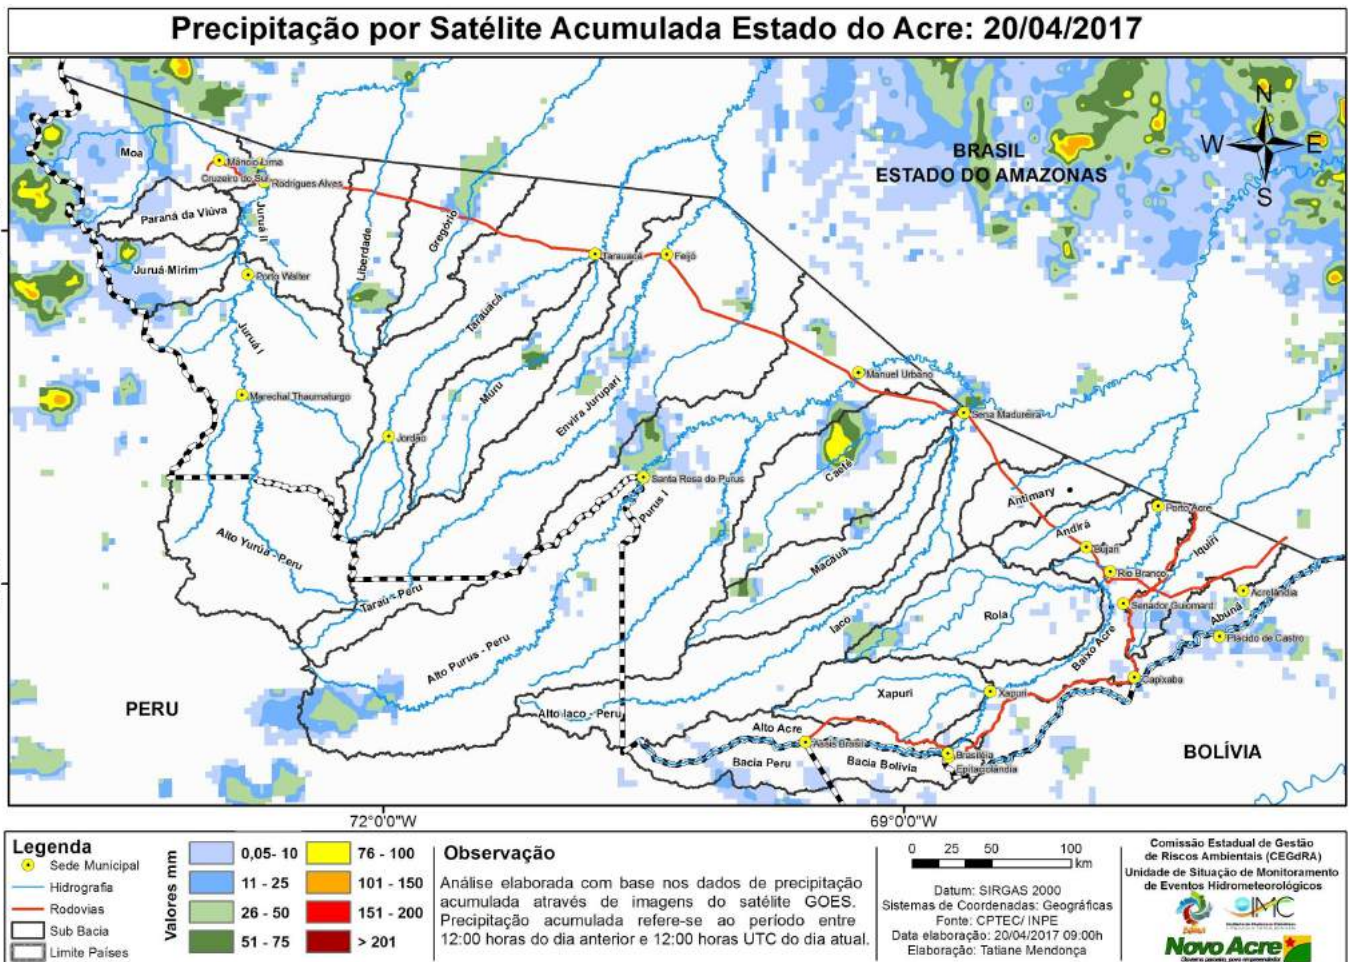 Precipitação por Satélite Acumulada Estado do Acre: 20/04/2017
N
W
E
S
BRASIL
ESTADO DO AMAZONAS
Moa
Mâncio Lima
Cruzeiro do Sul
Rodrigues Alves
Paraná da Viúva
Juruá II
Liberdade
Gregório
Tarauacá
Feijó
Juruá-Mirim
Porto Walter
Tarauacá
Juruá I
Manuel Urbano
Muru
Envira Jurupari
Marechal Thaumaturgo
Sena Madureira
Jordão
Caeté
Santa Rosa do Purus
Purus I
Antimary
Porto Acre
Andirá
Bujari
Iquiri
Alto Yurúa - Peru
Macauã
Rio Branco
Taraú - Peru
Senador Guiomard
Acrelândia
Abunã
Iaco
Rola
Plácido de Castro
Baixo Acre
Alto Purus - Peru
Capixaba
PERU
Xapuri
Xapuri
Alto Iaco - Peru
Alto Acre
Assis Brasil
Brasiléia
Epitaciolândia
Bacia Peru
Bacia Bolívia
BOLÍVIA
72°0'0"W
69°0'0"W
Legenda
Sede Municipal
Hidrografia
Rodovias
Sub Bacia
Limite Países
Valores mm
0,05- 10
11 - 25
26 - 50
51 - 75
76 - 100
101 - 150
151 - 200
> 201
Observação
Análise elaborada com base nos dados de precipitação
acumulada através de imagens do satélite GOES.
Precipitação acumulada refere-se ao período entre
12:00 horas do dia anterior e 12:00 horas UTC do dia atual.
0 25 50 100
km
Datum: SIRGAS 2000
Sistemas de Coordenadas: Geográficas
Fonte: CPTEC/ INPE
Data elaboração: 20/04/2017 09:00h
Elaboração: Tatiane Mendonça
Comissão Estadual de Gestão
de Riscos Ambientais (CEGdRA)
Unidade de Situação de Monitoramento
de Eventos Hidrometeorológicos
IMC
Novo Acre